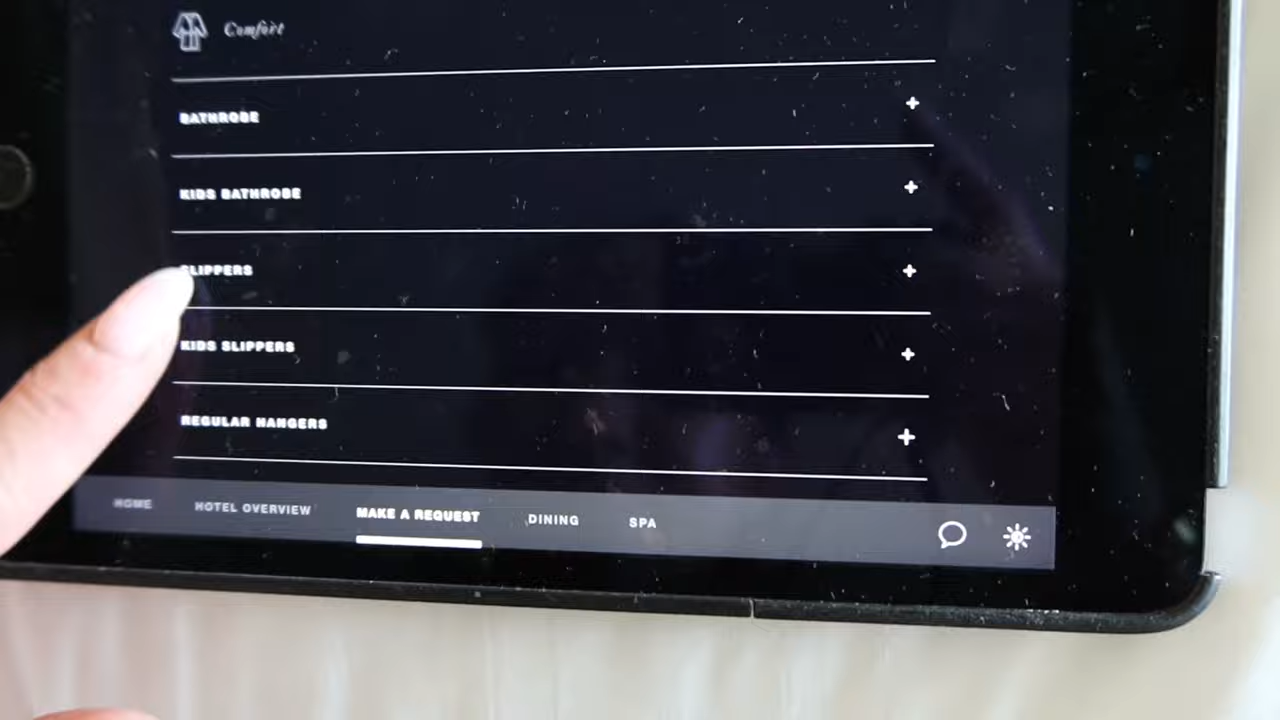 Comfort
BATHROBE
KIDS BATHROBE
SLIPPERS
KIDS SLIPPERS
REGULAR HANGERS
HOME HOTEL OVERVIEW MAKE A REQUEST DINING SPA